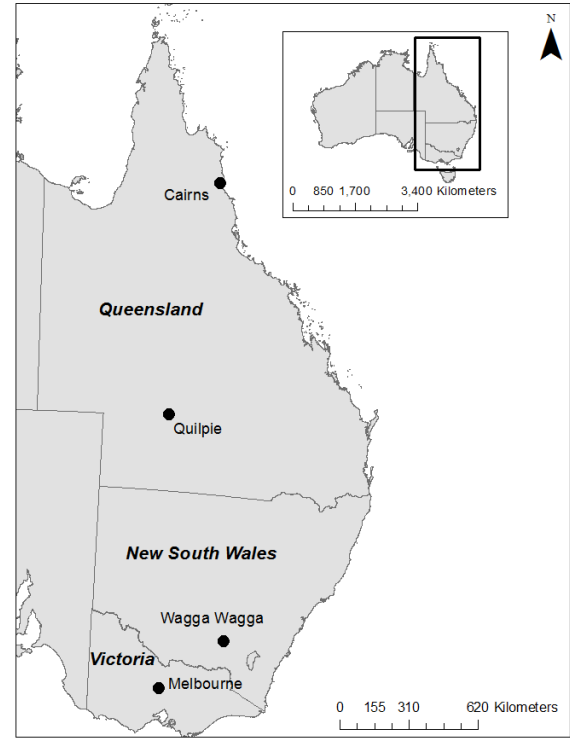 N
0 850 1,700 3,400 Kilometers
Cairns
Queensland
Quilpie
New South Wales
Wagga Wagga
Victoria
Melbourne
0 155 310 620 Kilometers